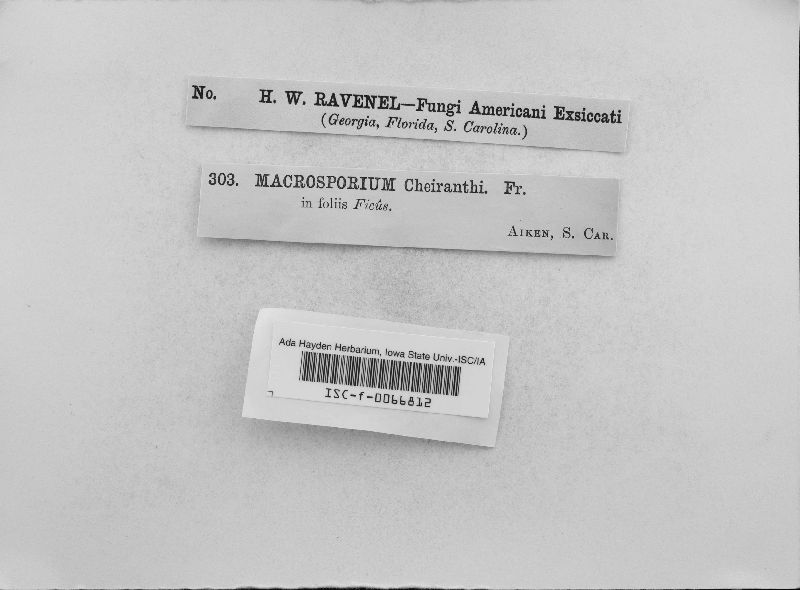 No. H. W. RAVENEL—Fungi Americani Exsiccati
(Georgia, Florida, S. Carolina.)
303. MACROSPORIUM Cheiranthi. Fr.
in foliis Ficûs.
AIKEN, S. CAR.
Ada Hayden Herbarium, Iowa State Univ.-ISC/IA
ISC-f-0066812